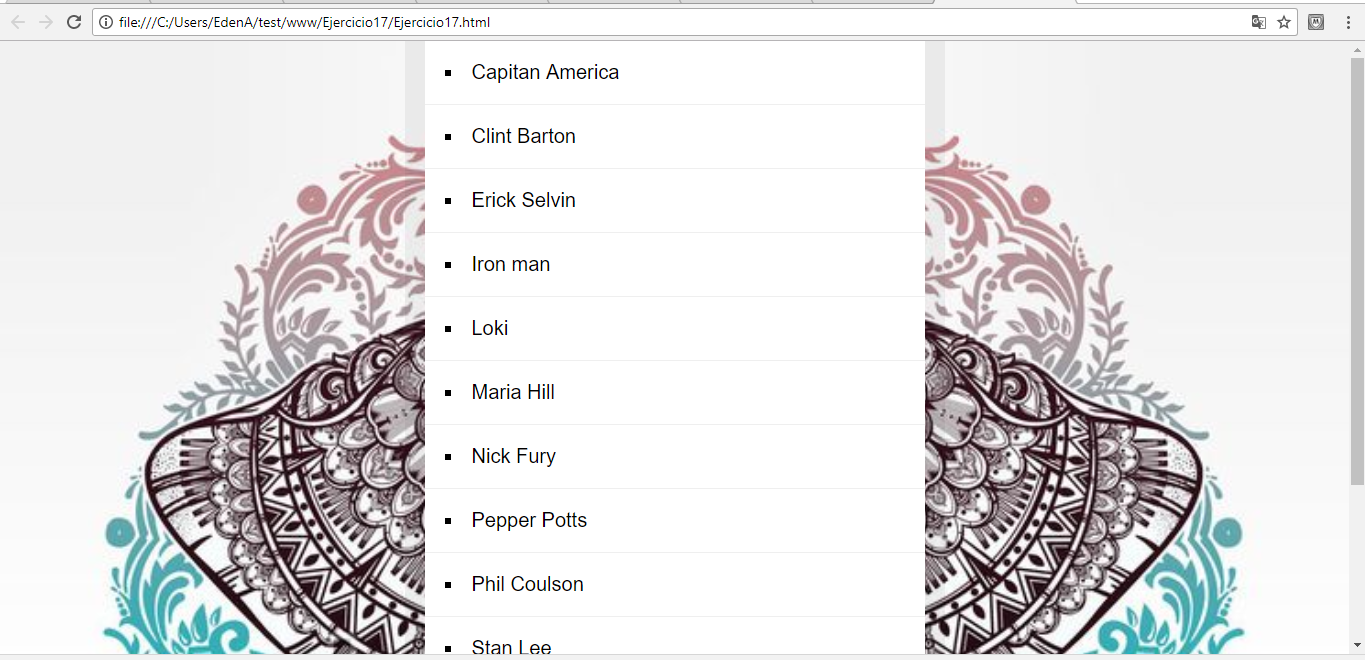 file:///C:/Users/EdenA/test/www/Ejercicio17/Ejercicio17.html
Capitan America
Clint Barton
Erick Selvin
Iron man
Loki
Maria Hill
Nick Fury
Pepper Potts
Phil Coulson
Stan Lee